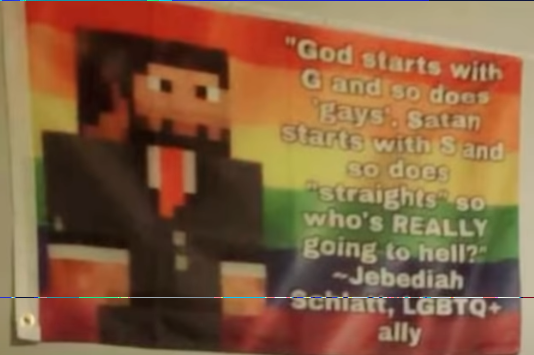 "God starts with
G and so does
'gays'. Satan
starts with S and
so does
"straights" so
who's REALLY
going to hell?"
~Jebediah
Schlatt, LGBTQ+
ally